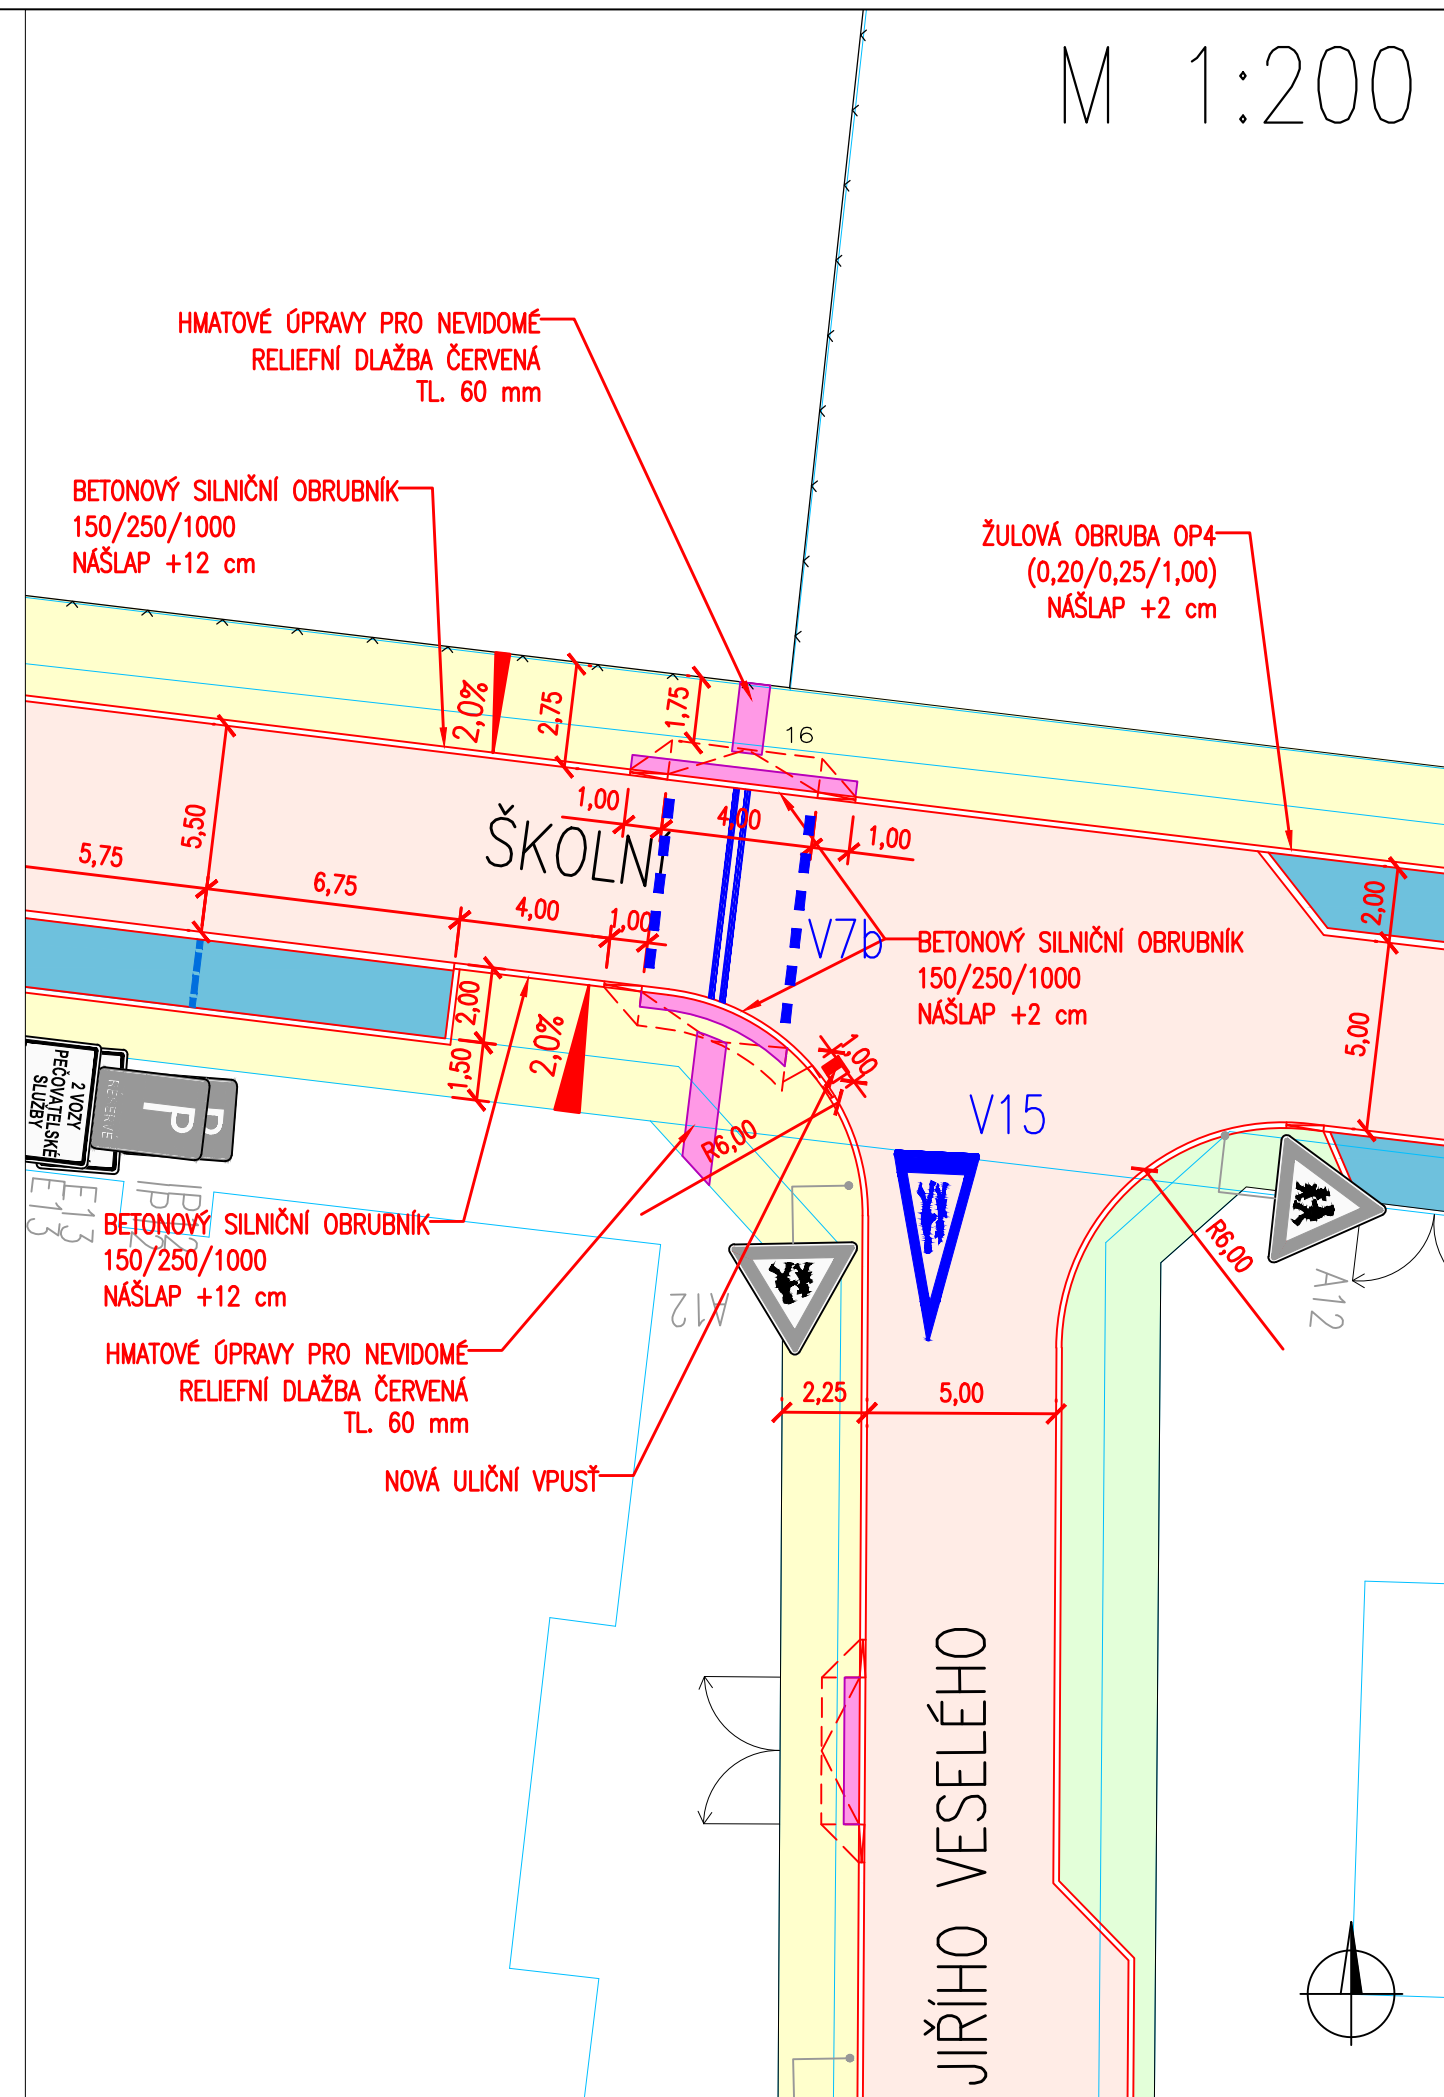 M 1:200
HMATOVÉ ÚPRAVY PRO NEVIDOMÉ
RELIEFNÍ DLAŽBA ČERVENÁ
TL. 60 mm
BETONOVÝ SILNIČNÍ OBRUBNÍK
150/250/1000
NÁŠLAP +12 cm
ŽULOVÁ OBRUBA OP4
(0,20/0,25/1,00)
NÁŠLAP +2 cm
2,0%
2,75
1,75
16
5,50
1,00
4,00
1,00
ŠKOLNÍ
5,75
6,75
4,00
1,00
2,00
V7b
BETONOVÝ SILNIČNÍ OBRUBNÍK
150/250/1000
NÁŠLAP +2 cm
2,00
1,50
2,0%
1,00
5,00
V15
2 VOZY
PEČOVATELSKÉ
SLUŽBY
P
P
RÉSERVÉ
R6,00
R6,00
E13
E13
IP12
IP12
BETONOVÝ SILNIČNÍ OBRUBNÍK
150/250/1000
NÁŠLAP +12 cm
A12
A12
HMATOVÉ ÚPRAVY PRO NEVIDOMÉ
RELIEFNÍ DLAŽBA ČERVENÁ
TL. 60 mm
2,25
5,00
NOVÁ ULIČNÍ VPUSŤ
JIŘÍHO VESELÉHO